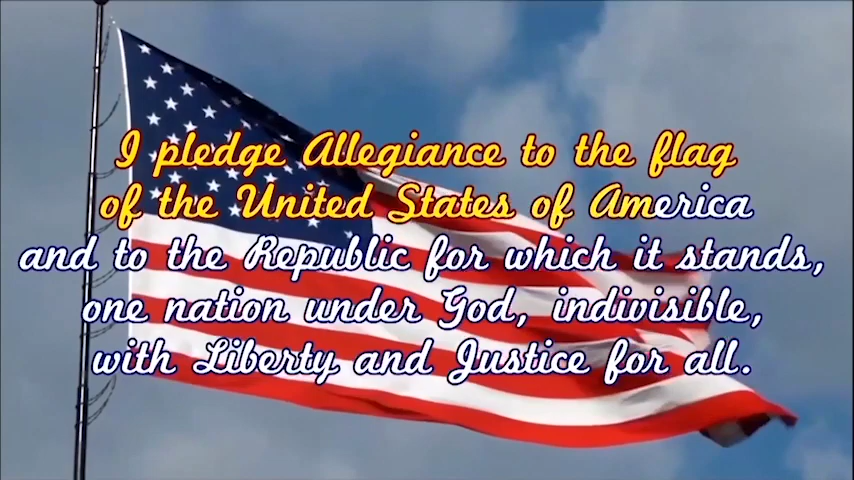 I pledge Allegiance to the flag
of the United States of America
and to the Republic for which it stands,
one nation under God, indivisible,
with Liberty and Justice for all.